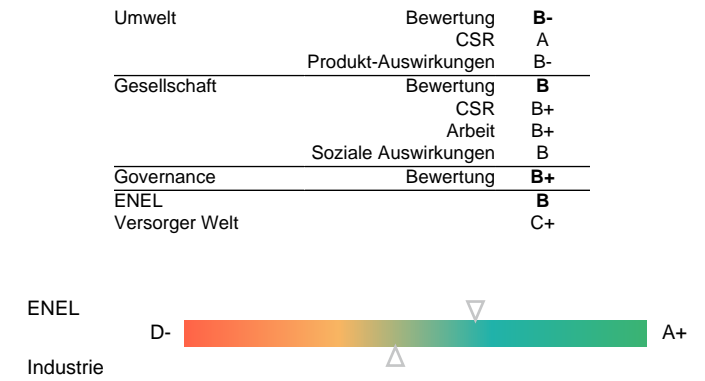 Umwelt Bewertung B-
CSR A
Produkt-Auswirkungen B-
Gesellschaft Bewertung B
CSR B+
Arbeit B+
Soziale Auswirkungen B
Governance Bewertung B+
ENEL B
Versorger Welt C+
ENEL
D- A+
Industrie